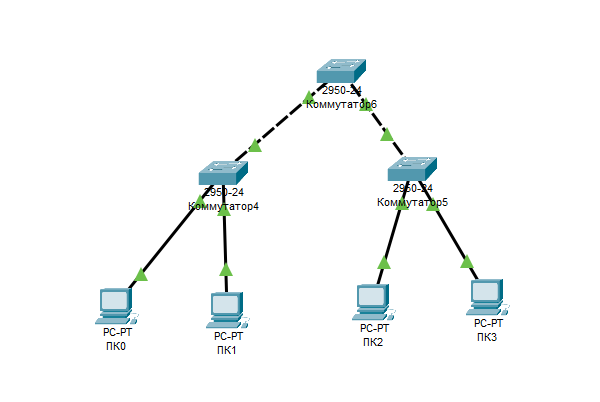 2950-24
Коммутатор6
2950-24
Коммутатор4
2950-24
Коммутатор5
PC-PT
ПК0
PC-PT
ПК1
PC-PT
ПК2
PC-PT
ПК3